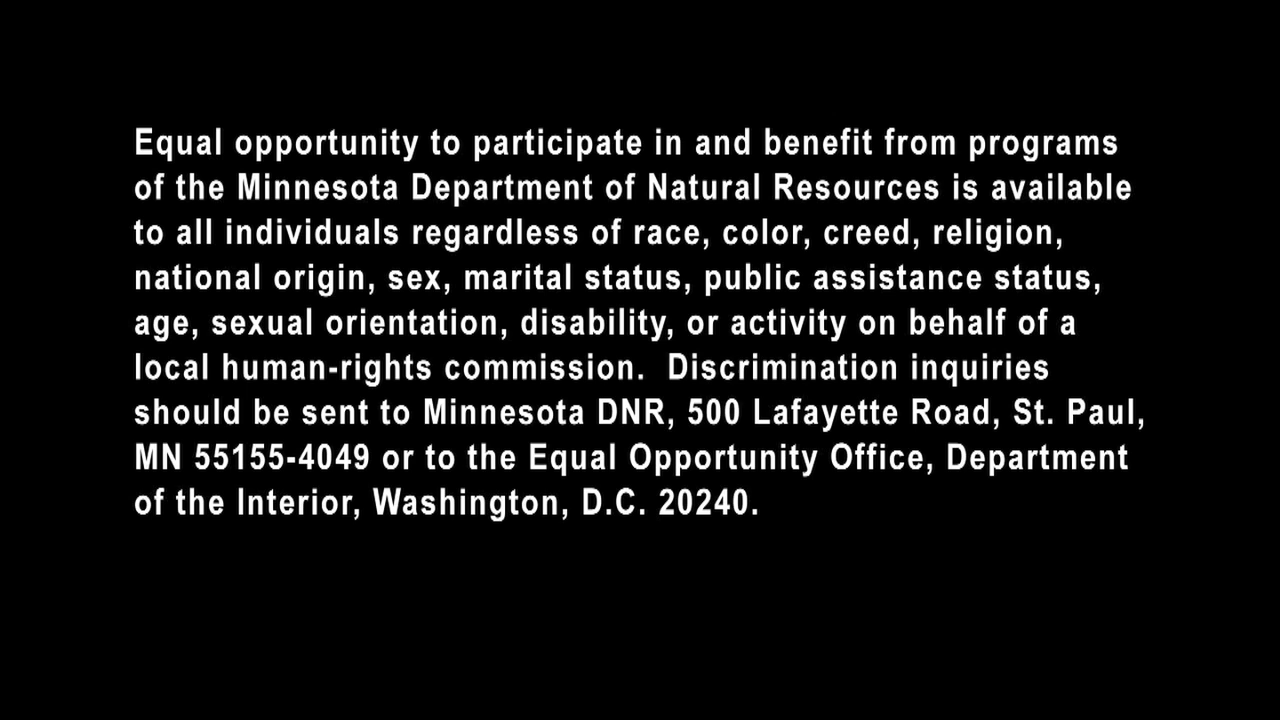 Equal opportunity to participate in and benefit from programs
of the Minnesota Department of Natural Resources is available
to all individuals regardless of race, color, creed, religion,
national origin, sex, marital status, public assistance status,
age, sexual orientation, disability, or activity on behalf of a
local human-rights commission.  Discrimination inquiries
should be sent to Minnesota DNR, 500 Lafayette Road, St. Paul,
MN 55155-4049 or to the Equal Opportunity Office, Department
of the Interior, Washington, D.C. 20240.